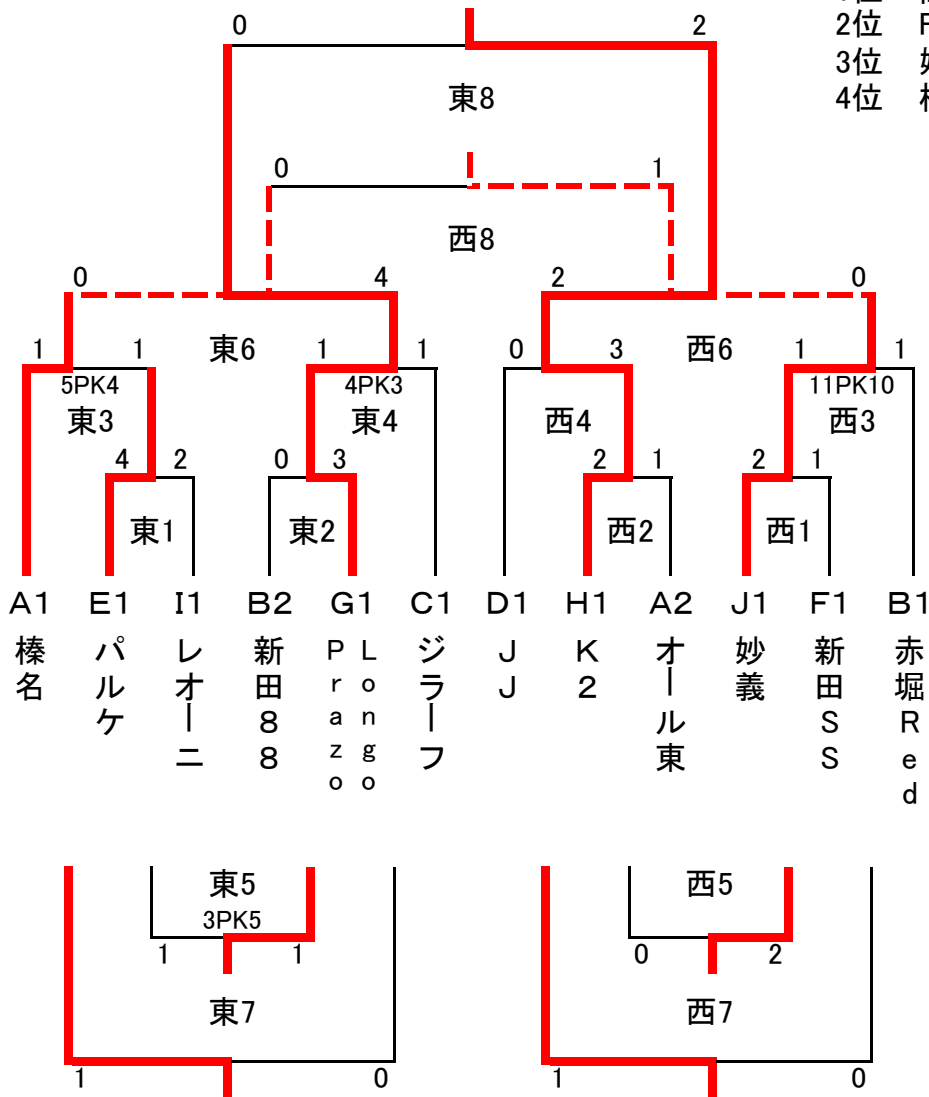 0 2
2位
3位
4位
東8
0 1
西8
0 4 2 0
1 1 東6 1 1 0 3 西6 1 1
5PK4 4PK3 11PK10
東3 東4 西4 西3
4 2 0 3 2 1 2 1
東1 東2 西2 西1
A1 E1 I1 B2 G1 C1 D1 H1 A2 J1 F1 B1
榛名
パルケ
レオーニ
新田88
Prazo
Longo
ジラーフ
JJ
K2
オール東
妙義
新田SS
赤堀Red
東5 西5
3PK5
1 1 0 2
東7 西7
1 0 1 0